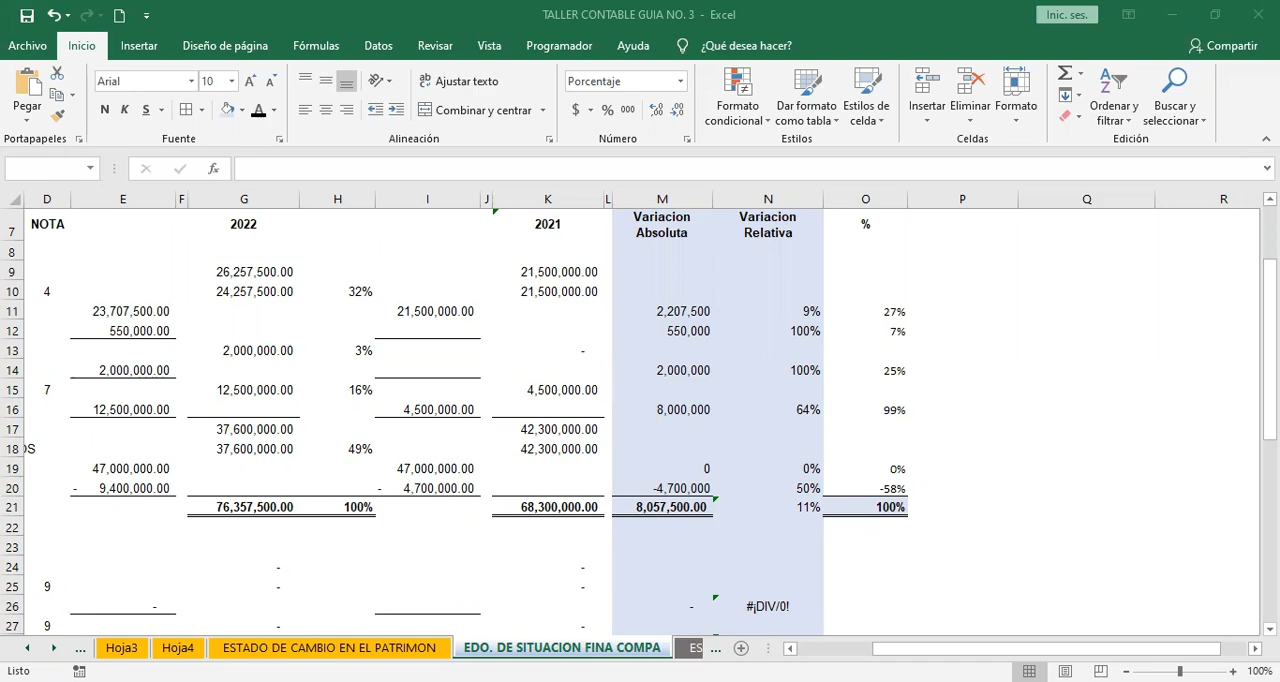 TALLER CONTABLE GUIA NO. 3 - Excel
Inic. ses.
Archivo Inicio Insertar Diseño de página Fórmulas Datos Revisar Vista Programador Ayuda ¿Qué desea hacer? Compartir
Pegar
Arial 10
N K S
Ajustar texto
Combinar y centrar
Porcentaje
$ % 000
Formato condicional
Dar formato como tabla
Estilos de celda
Insertar Eliminar Formato
Ordenar y filtrar
Buscar y seleccionar
Portapapeles Fuente Alineación Número Estilos Celdas Edición
fx
D E F G H I J K L M N O P Q R
7 NOTA 2022 2021 Variacion Absoluta Variacion Relativa %
8
9 26,257,500.00 21,500,000.00
10 4 24,257,500.00 32% 21,500,000.00
11 23,707,500.00 21,500,000.00 2,207,500 9% 27%
12 550,000.00 550,000 100% 7%
13 2,000,000.00 3% -
14 2,000,000.00 2,000,000 100% 25%
15 7 12,500,000.00 16% 4,500,000.00
16 12,500,000.00 4,500,000.00 8,000,000 64% 99%
17 37,600,000.00 42,300,000.00
18 OS 37,600,000.00 49% 42,300,000.00
19 47,000,000.00 47,000,000.00 0 0% 0%
20 - 9,400,000.00 - 4,700,000.00 -4,700,000 50% -58%
21 76,357,500.00 100% 68,300,000.00 8,057,500.00 11% 100%
22
23
24 - -
25 9 - -
26 - - #¡DIV/0!
27 9
... Hoja3 Hoja4 ESTADO DE CAMBIO EN EL PATRIMON EDO. DE SITUACION FINA COMPA ES ...
Listo 100%